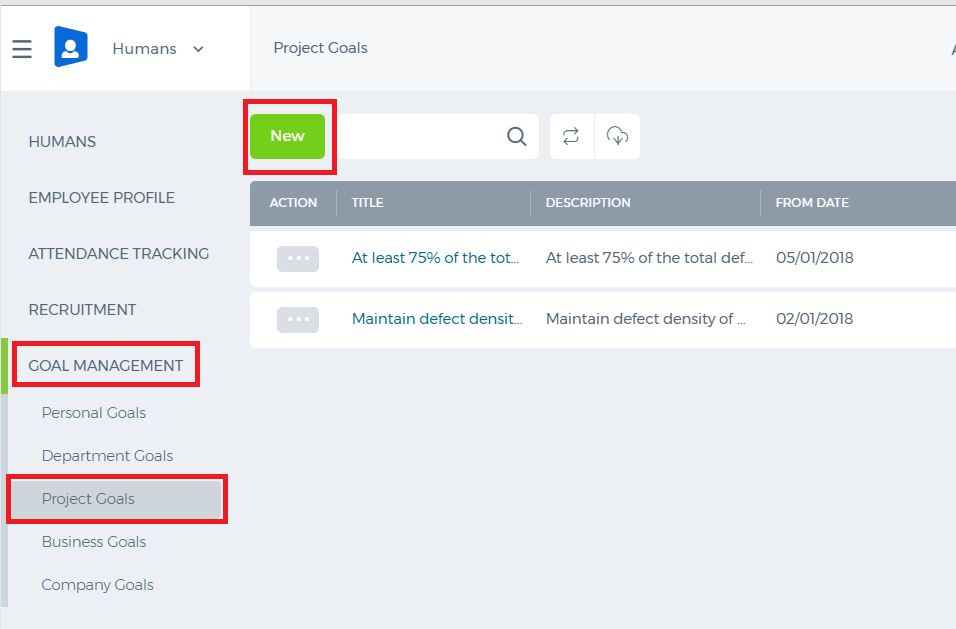 Humans
Project Goals
HUMANS
EMPLOYEE PROFILE
ATTENDANCE TRACKING
RECRUITMENT
GOAL MANAGEMENT
Personal Goals
Department Goals
Project Goals
Business Goals
Company Goals
New
ACTION TITLE DESCRIPTION FROM DATE
At least 75% of the tot... At least 75% of the total def... 05/01/2018
Maintain defect densit... Maintain defect density of ... 02/01/2018